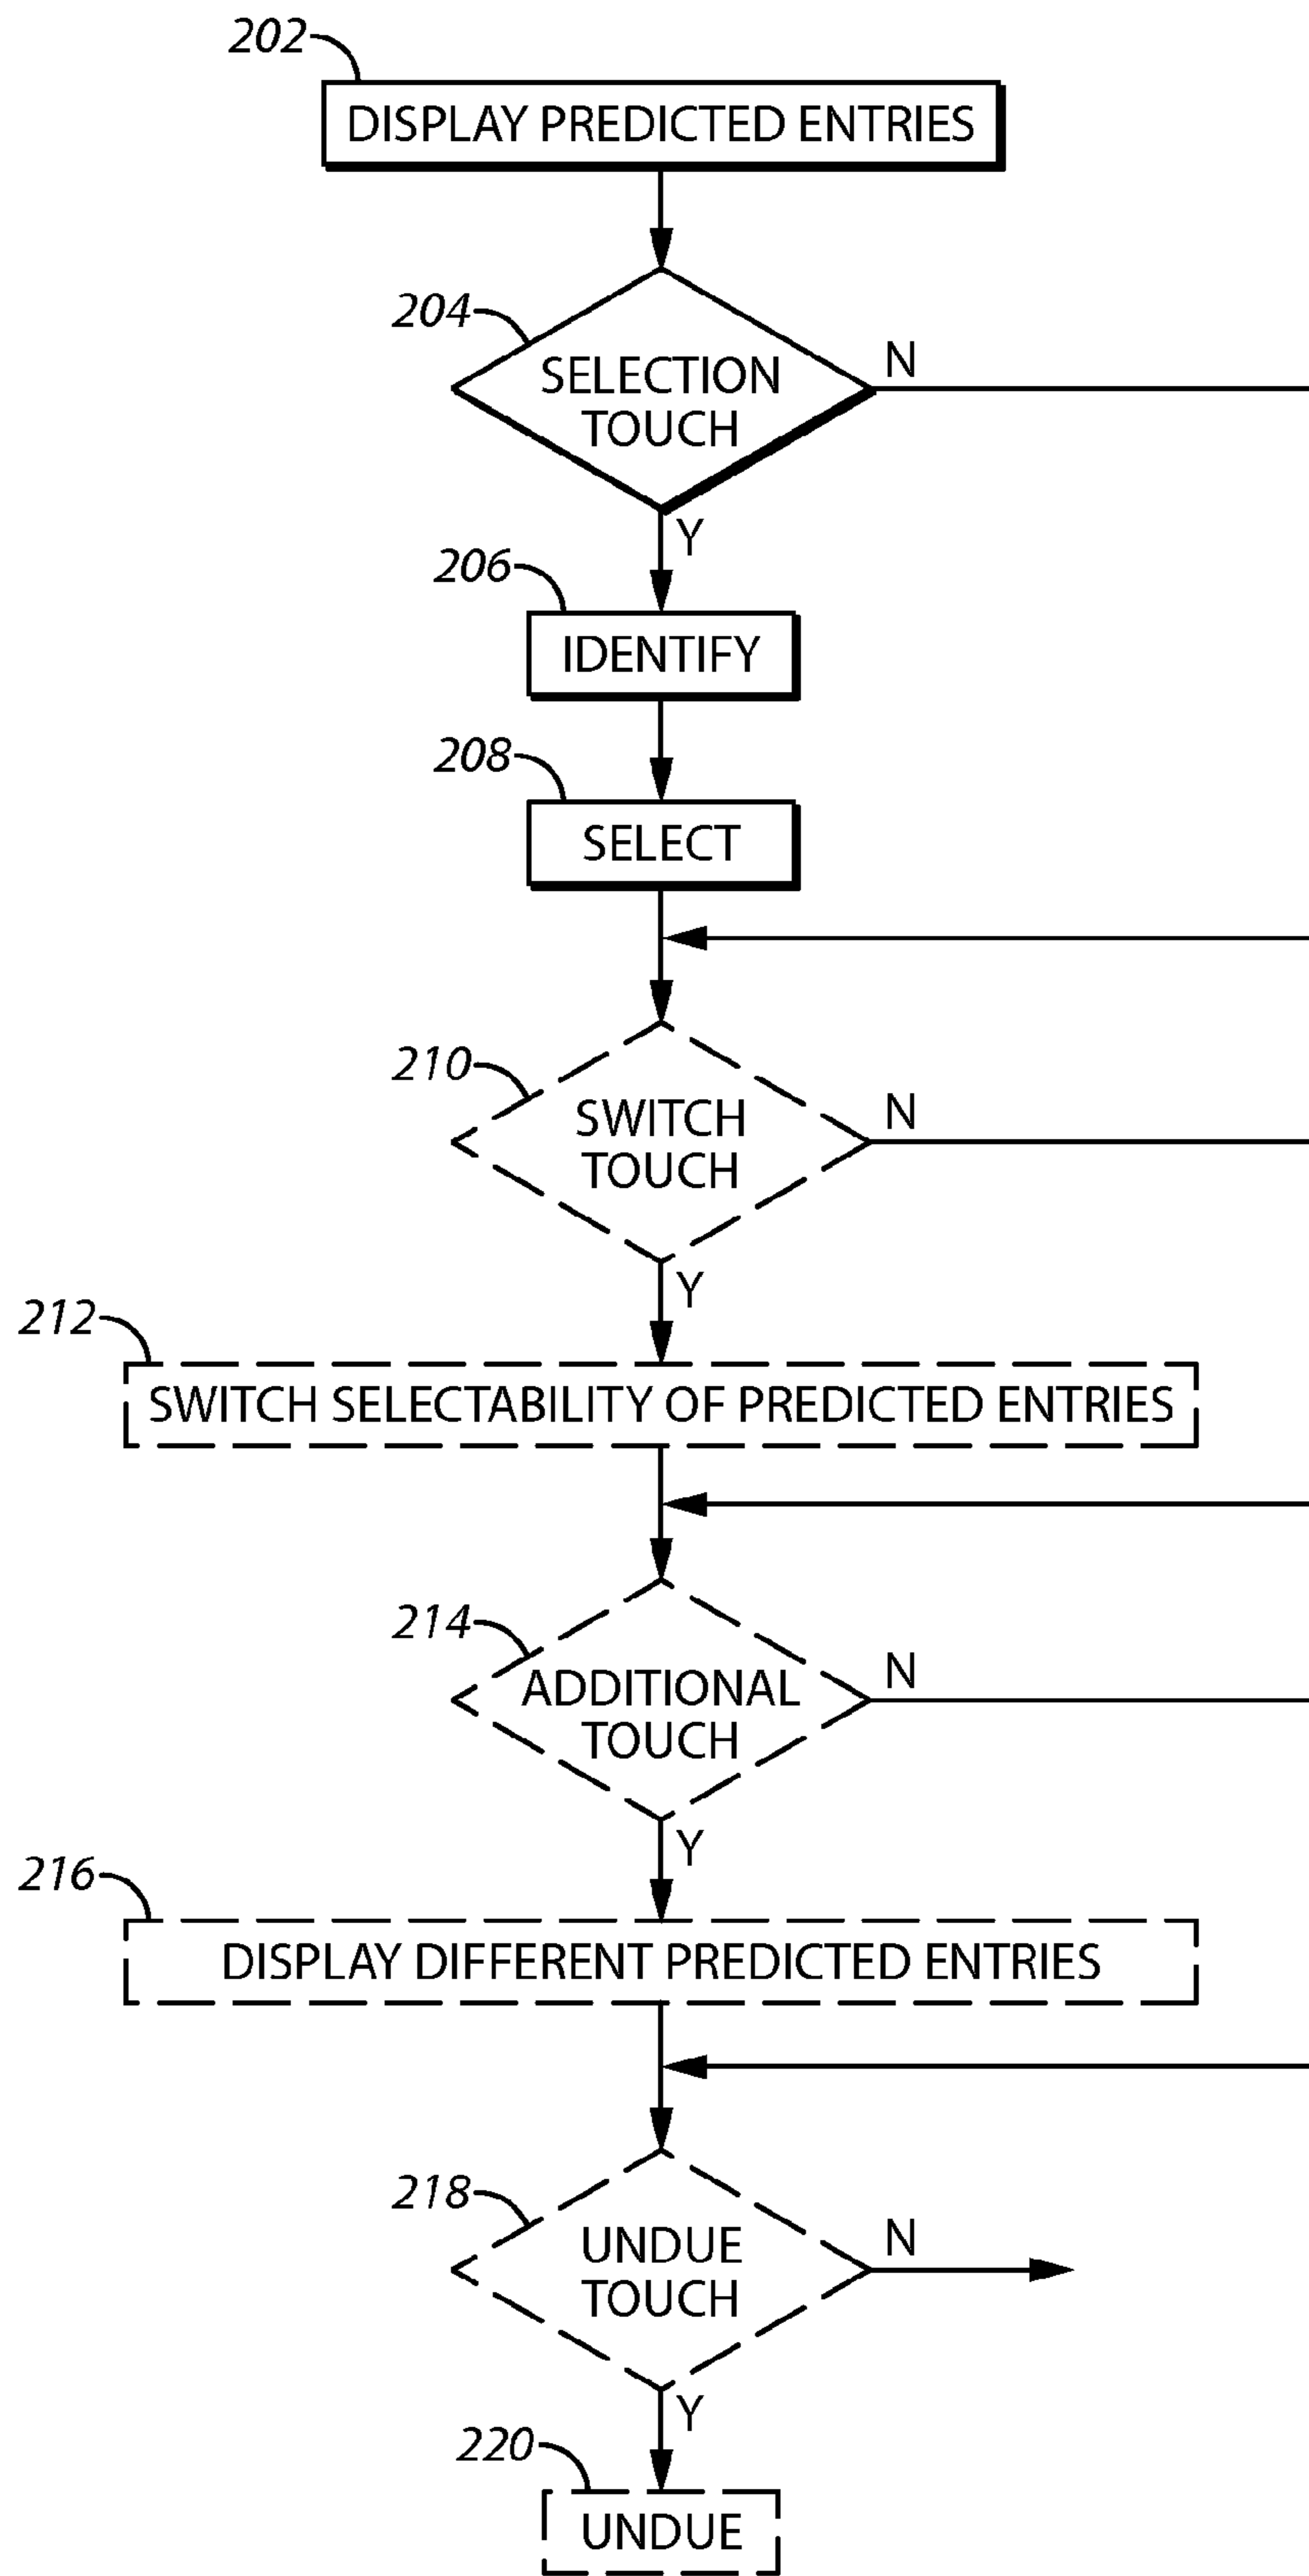 202
DISPLAY PREDICTED ENTRIES
204
SELECTION
TOUCH
N
Y
206
IDENTIFY
208
SELECT
210
SWITCH
TOUCH
N
Y
212
SWITCH SELECTABILITY OF PREDICTED ENTRIES
214
ADDITIONAL
TOUCH
N
Y
216
DISPLAY DIFFERENT PREDICTED ENTRIES
218
UNDUE
TOUCH
N
Y
220
UNDUE